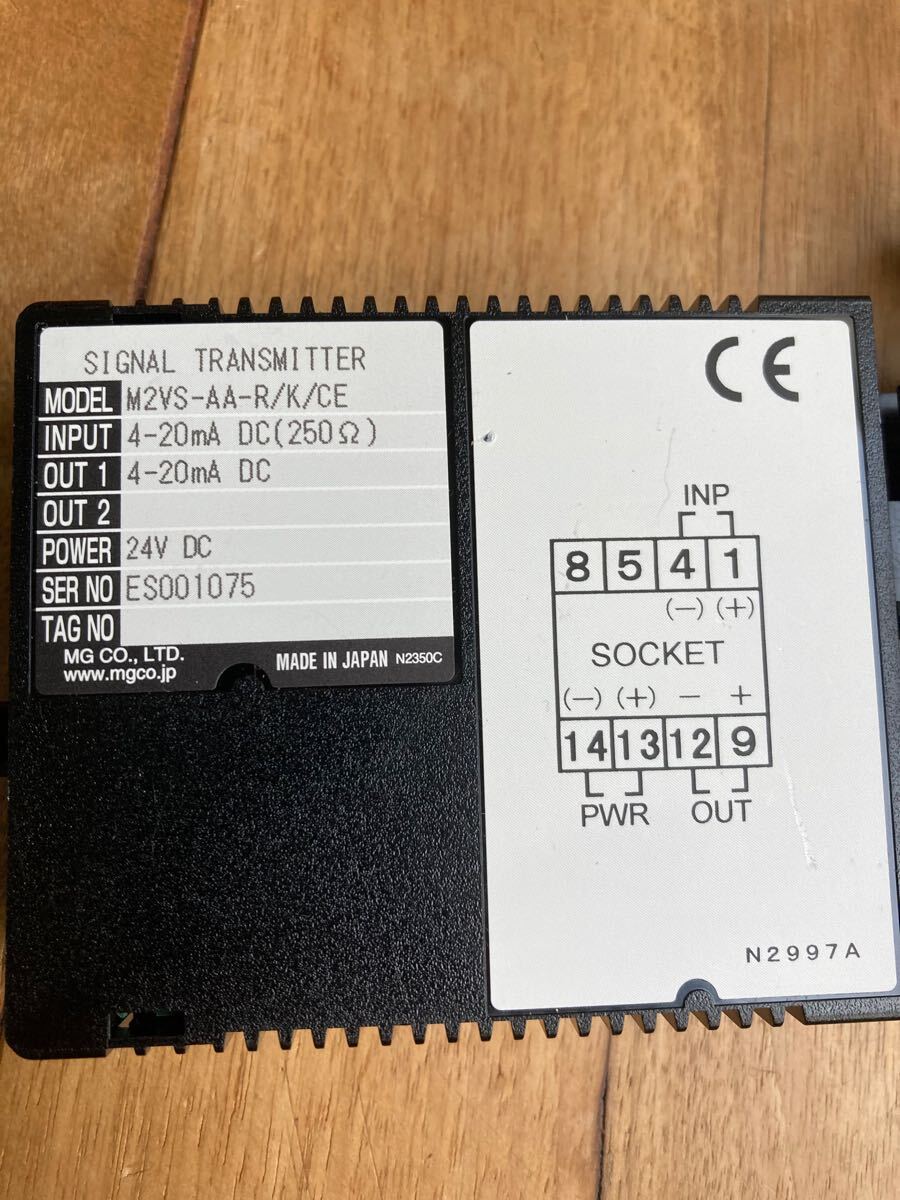 SIGNAL TRANSMITTER
MODEL M2VS-AA-R/K/CE
INPUT 4-20mA DC(250Ω)
OUT 1 4-20mA DC
OUT 2
POWER 24V DC
SER NO ES001075
TAG NO
MG CO., LTD.
www.mgco.jp
MADE IN JAPAN N2350C
CE
INP
8 5 4 1
(−) (+)
SOCKET
(−) (+) − +
14 13 12 9
PWR OUT
N2997A